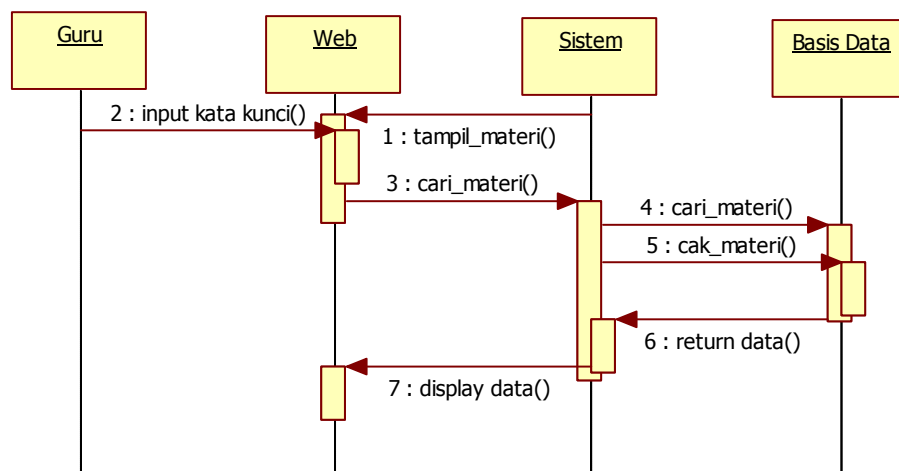 Guru
Web
Sistem
Basis Data
2 : input kata kunci()
1 : tampil_materi()
3 : cari_materi()
4 : cari_materi()
5 : cak_materi()
6 : return data()
7 : display data()